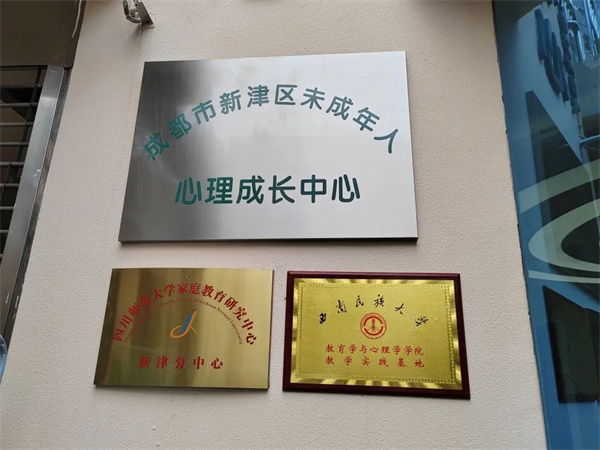 成都市新津区未成年人
心理成长中心
四川师范大学家庭教育研究中心
新津分中心
西南民族大学
教育学与心理学学院
教学实践基地